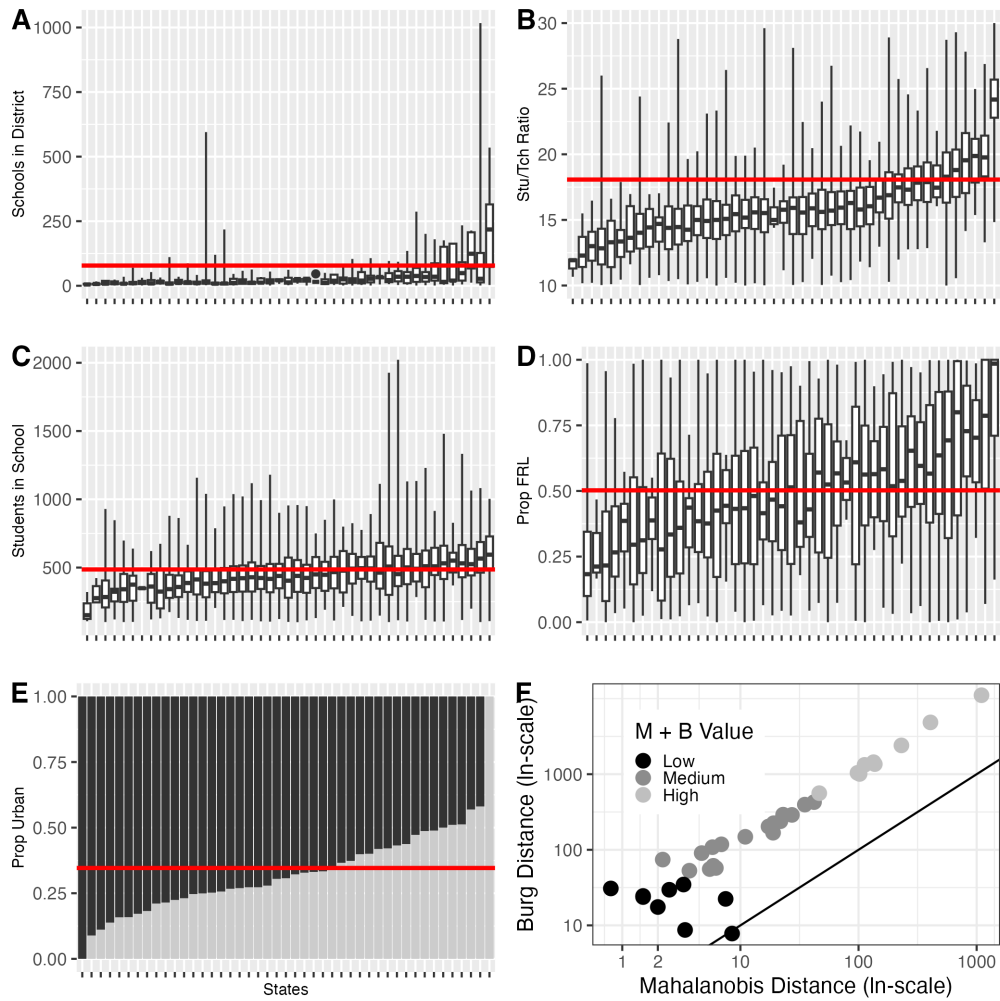 A
Schools in District
1000
750
500
250
0
B
Stu/Tch Ratio
30
25
20
15
10
C
Students in School
2000
1500
1000
500
D
Prop FRL
1.00
0.75
0.50
0.25
0.00
E
Prop Urban
1.00
0.75
0.50
0.25
0.00
States
F
Burg Distance (ln-scale)
1000
100
10
M + B Value
Low
Medium
High
1 2 10 100 1000
Mahalanobis Distance (ln-scale)